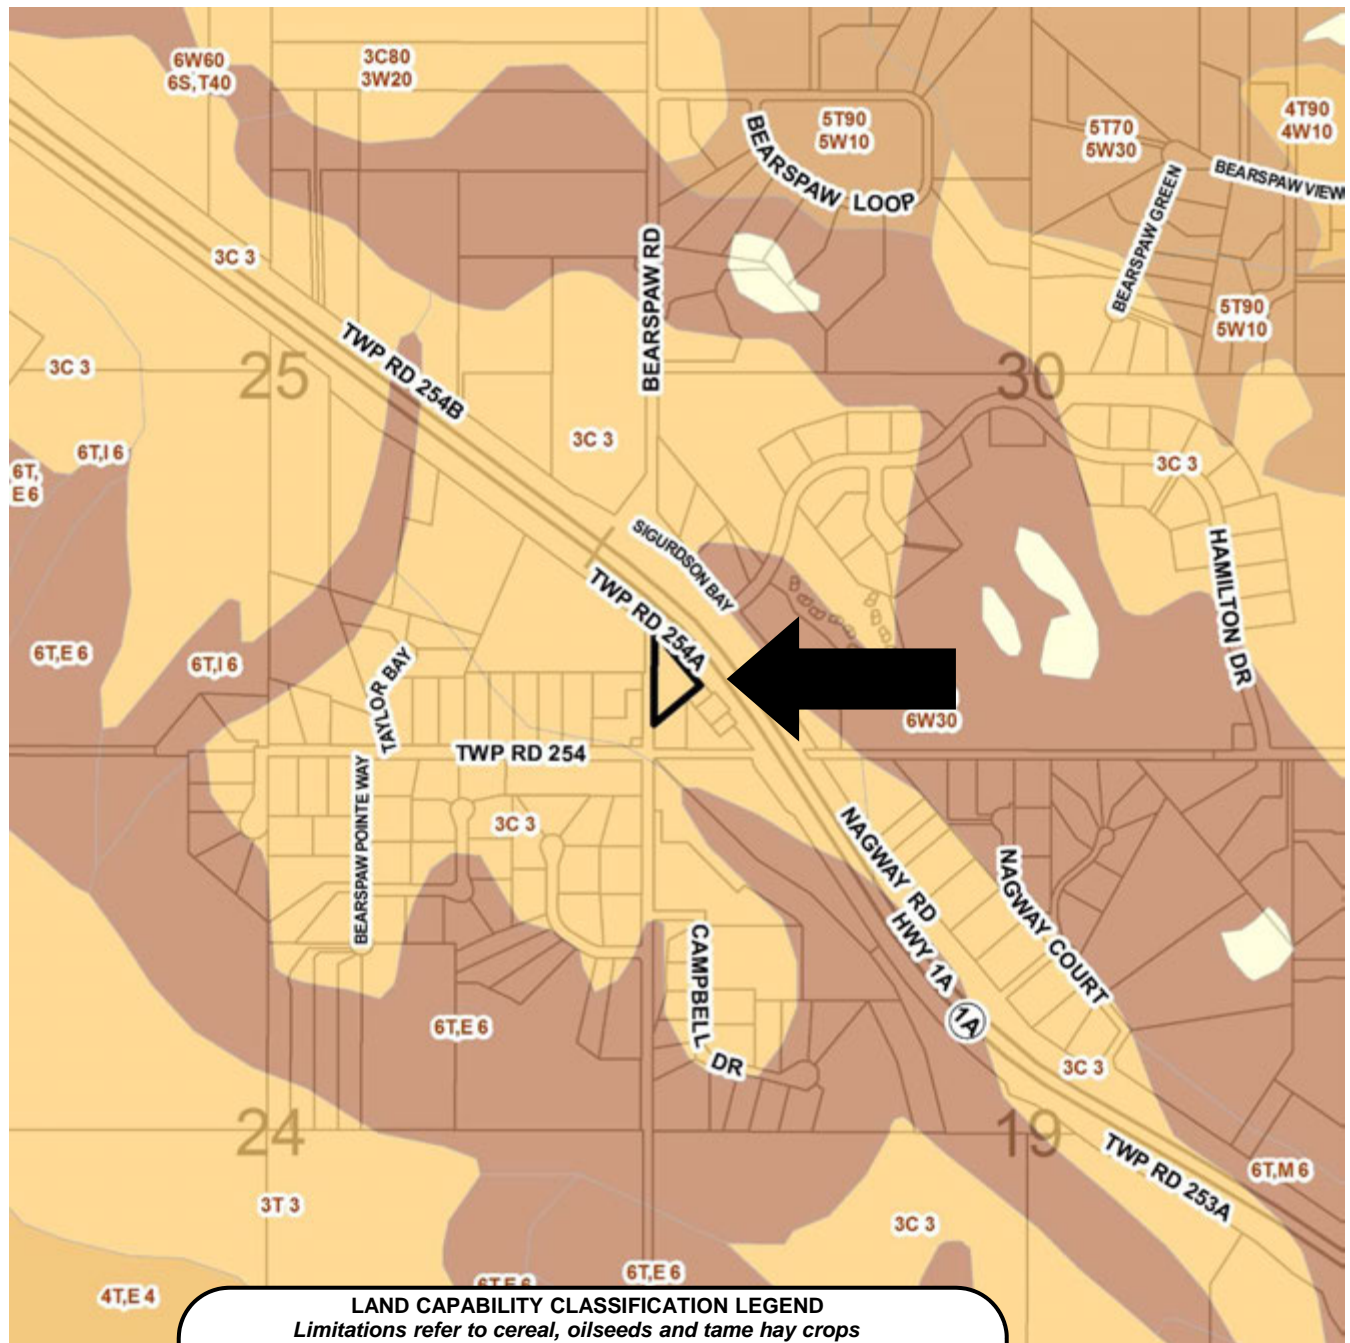 6W60
6S,T40
3C80
3W20
5T90
5W10
5T70
5W30
4T90
4W10
BEARSPAW LOOP
BEARSPAW GREEN
BEARSPAW VIEW
BEARSPAW RD
3C 3
TWP RD 254B
5T90
5W10
3C 3
25
30
3C 3
6T,I 6
6T,
E 6
3C 3
SIGURDSON BAY
HAMILTON DR
TWP RD 254A
6T,E 6
6T,I 6
TAYLOR BAY
6W30
TWP RD 254
BEARSPAW POINTE WAY
3C 3
NAGWAY RD
NAGWAY COURT
HWY 1A
1A
CAMPBELL DR
6T,E 6
3C 3
24
19
TWP RD 253A
6T,M 6
3T 3
3C 3
4T,E 4
6T,E 6
6T,E 6
LAND CAPABILITY CLASSIFICATION LEGEND
Limitations refer to cereal, oilseeds and tame hay crops